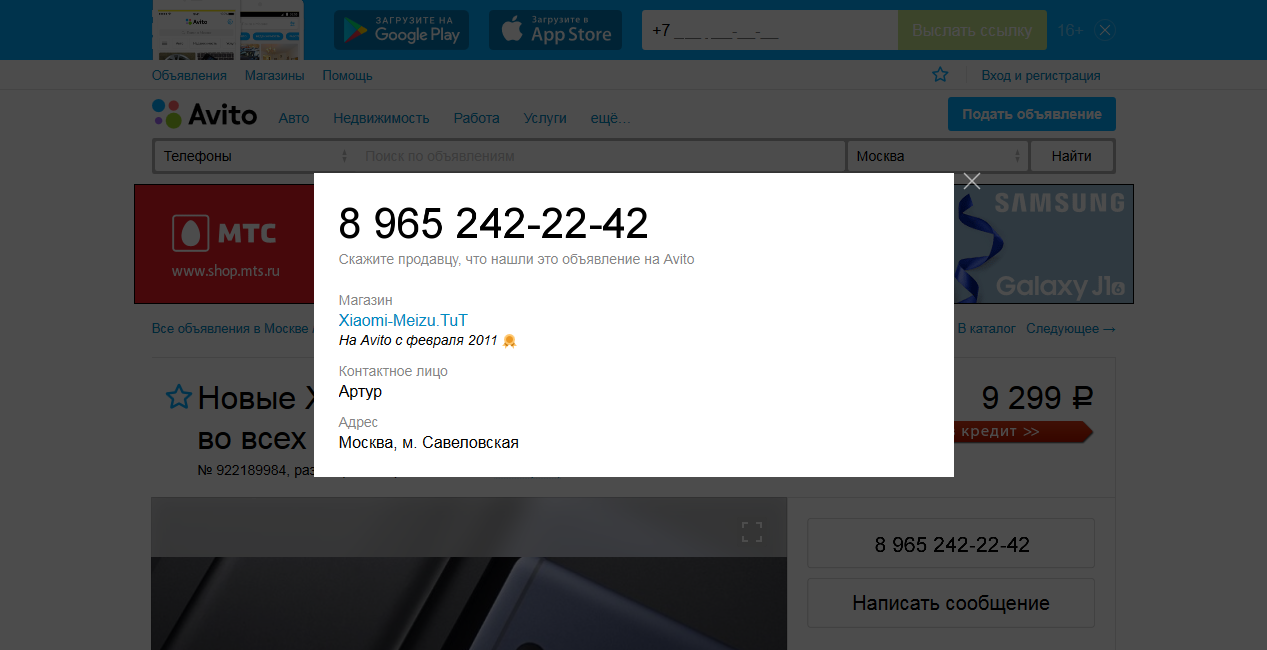 ЗАГРУЗИТЕ НА
Google Play
Загрузите в
App Store
+7 ___ ___-__-__
Выслать ссылку
16+
Объявления Магазины Помощь
Вход и регистрация
Avito Авто Недвижимость Работа Услуги ещё...
Подать объявление
Телефоны
Поиск по объявлениям
Москва
Найти
МТС
www.shop.mts.ru
SAMSUNG
Galaxy J1 6
8 965 242-22-42
Скажите продавцу, что нашли это объявление на Avito
Магазин
Xiaomi-Meizu.TuT
На Avito с февраля 2011
Контактное лицо
Артур
Адрес
Москва, м. Савеловская
Все объявления в Москве
В каталог Следующее →
Новые
во всех
№ 922189984,
9 299 ₽
кредит >>
8 965 242-22-42
Написать сообщение